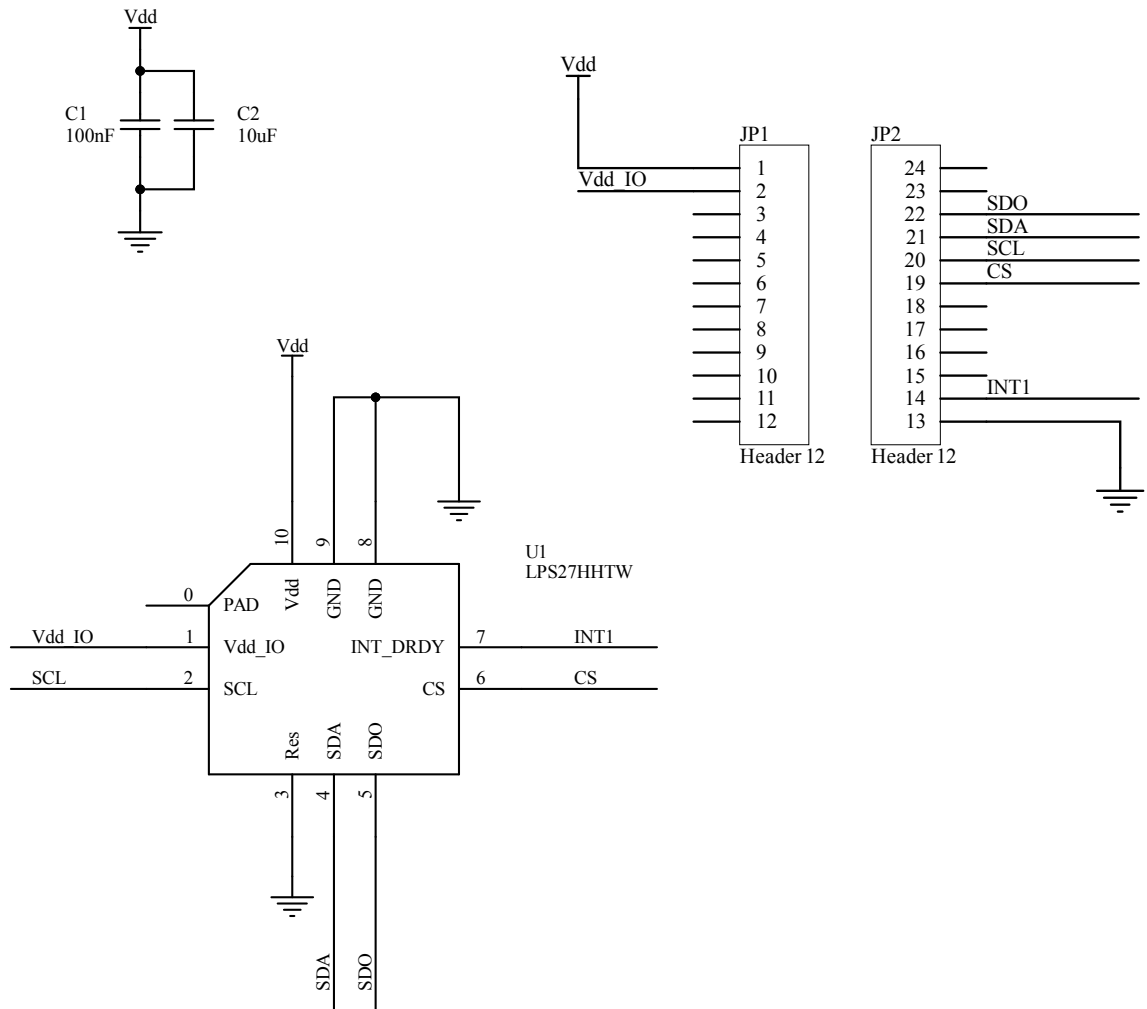 Vdd
C1
100nF
C2
10uF
Vdd
Vdd_IO
JP1
1
2
3
4
5
6
7
8
9
10
11
12
Header 12
JP2
24
23
22
21
20
19
18
17
16
15
14
13
Header 12
SDO
SDA
SCL
CS
INT1
Vdd
10
9
8
U1
LPS27HHTW
0
PAD
Vdd
GND
GND
Vdd_IO
1
Vdd_IO
INT_DRDY
7
INT1
SCL
2
SCL
CS
6
CS
Res
SDA
SDO
3
4
5
SDA
SDO